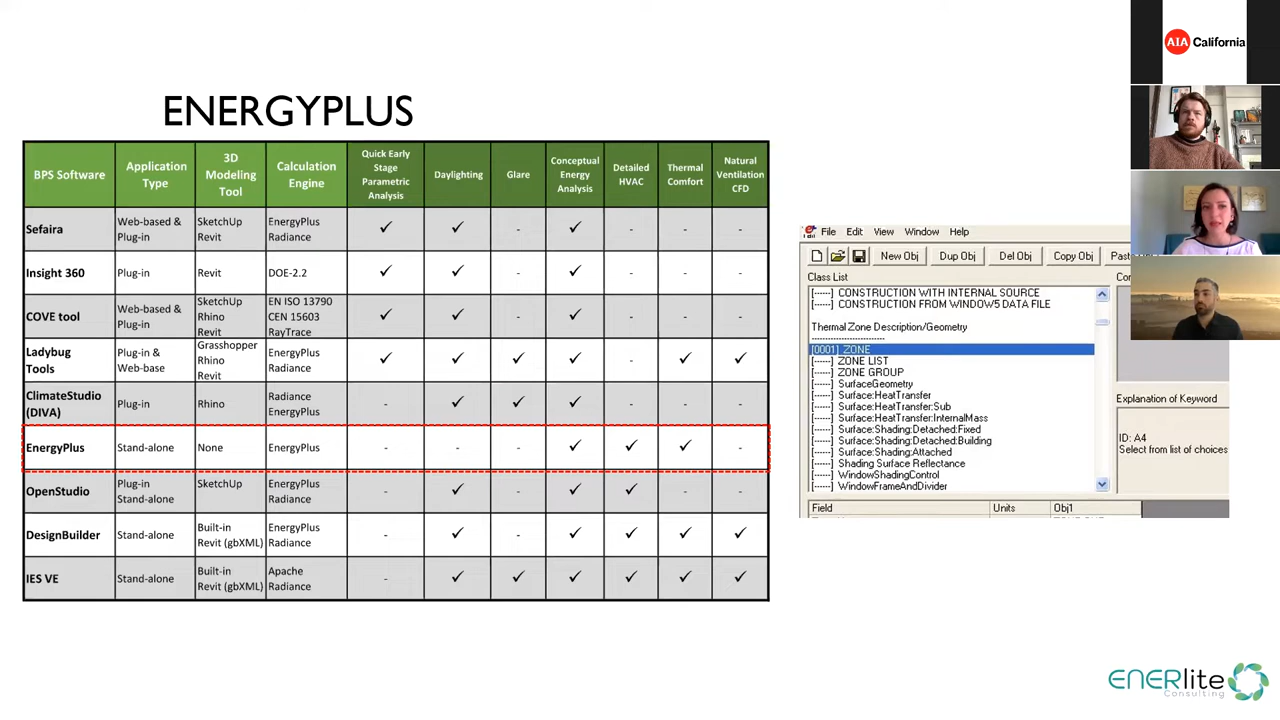 ENERGYPLUS
BPS Software
Application
Type
3D
Modeling
Tool
Calculation
Engine
Quick Early
Stage
Parametric
Analysis
Daylighting
Glare
Conceptual
Energy
Analysis
Detailed
HVAC
Thermal
Comfort
Natural
Ventilation
CFD
Sefaira
Web-based &
Plug-in
SketchUp
Revit
EnergyPlus
Radiance
✓ ✓ - ✓ - - -
Insight 360
Plug-in
Revit
DOE-2.2
✓ ✓ - ✓ - - -
COVE tool
Web-based &
Plug-in
SketchUp
Rhino
Revit
EN ISO 13790
CEN 15603
RayTrace
✓ ✓ - ✓ - - -
Ladybug
Tools
Plug-in &
Web-base
Grasshopper
Rhino
Revit
EnergyPlus
Radiance
✓ ✓ ✓ ✓ - ✓ ✓
ClimateStudio
(DIVA)
Plug-in
Rhino
Radiance
EnergyPlus
- ✓ ✓ ✓ - - -
EnergyPlus
Stand-alone
None
EnergyPlus
- - - ✓ ✓ ✓ -
OpenStudio
Plug-in
Stand-alone
SketchUp
EnergyPlus
Radiance
- ✓ - ✓ ✓ - -
DesignBuilder
Stand-alone
Built-in
Revit (gbXML)
EnergyPlus
Radiance
- ✓ - ✓ ✓ ✓ ✓
IES VE
Stand-alone
Built-in
Revit (gbXML)
Apache
Radiance
- ✓ ✓ ✓ ✓ ✓ ✓
File Edit View Window Help
New Obj Dup Obj Del Obj Copy Obj
Class List
[-----] CONSTRUCTION WITH INTERNAL SOURCE
[-----] CONSTRUCTION FROM WINDOW5 DATA FILE
Thermal Zone Description/Geometry
[0001] ZONE
[-----] ZONE LIST
[-----] ZONE GROUP
[-----] SurfaceGeometry
[-----] Surface:HeatTransfer
[-----] Surface:HeatTransfer:Sub
[-----] Surface:HeatTransfer:InternalMass
[-----] Surface:Shading:Detached:Fixed
[-----] Surface:Shading:Detached:Building
[-----] Surface:Shading:Attached
[-----] Shading Surface Reflectance
[-----] WindowShadingControl
[-----] WindowFrameAndDivider
Explanation of Keyword
ID: A4
Select from list of choices
Field Units Obj1
AIA California
ENERlite
Consulting